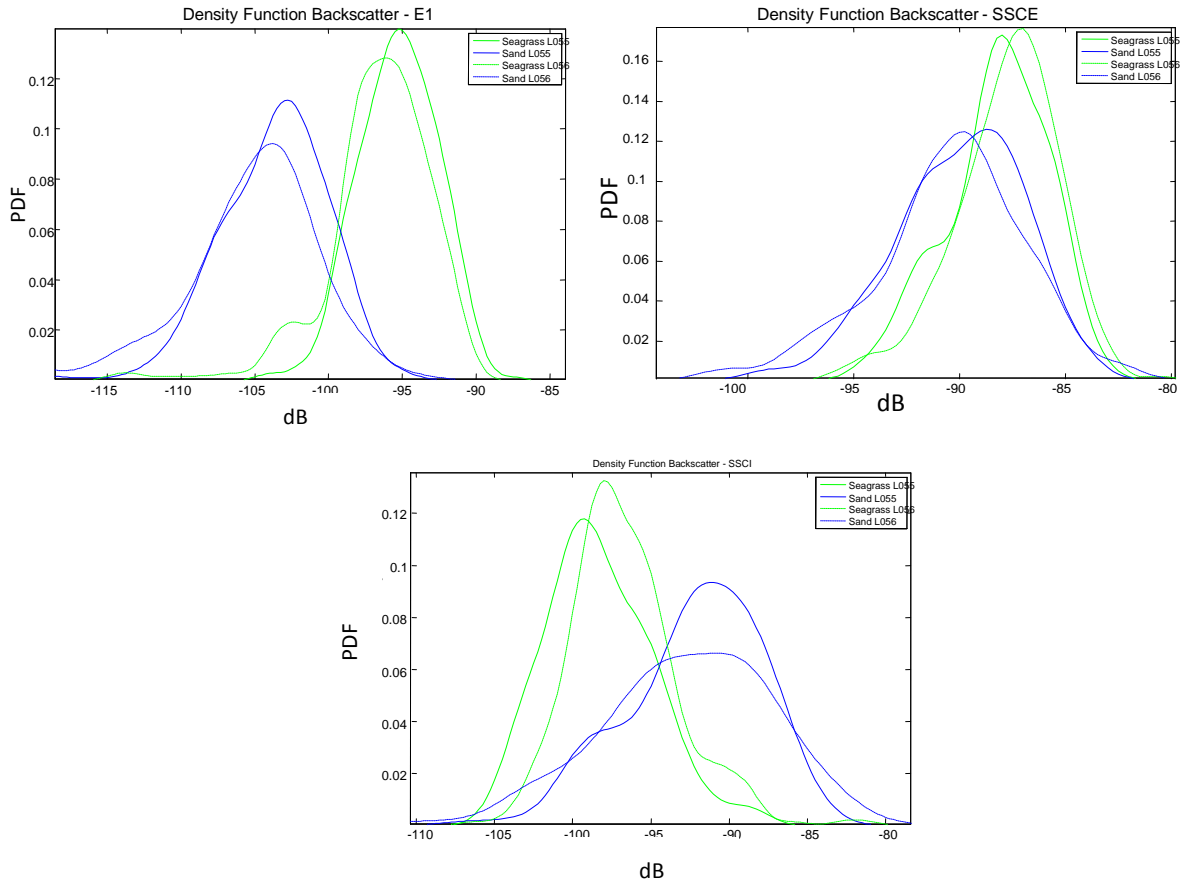 Density Function Backscatter - E1
Seagrass L055
Sand L055
Seagrass L056
Sand L056
0.12
0.1
0.08
0.06
0.04
0.02
PDF
-115
-110
-105
-100
-95
-90
-85
dB
Density Function Backscatter - SSCE
Seagrass L055
Sand L055
Seagrass L056
Sand L056
0.16
0.14
0.12
0.1
0.08
0.06
0.04
0.02
PDF
-100
-95
-90
-85
-80
dB
Density Function Backscatter - SSCI
Seagrass L055
Sand L055
Seagrass L056
Sand L056
0.12
0.1
0.08
0.06
0.04
0.02
PDF
-110
-105
-100
-95
-90
-85
-80
dB